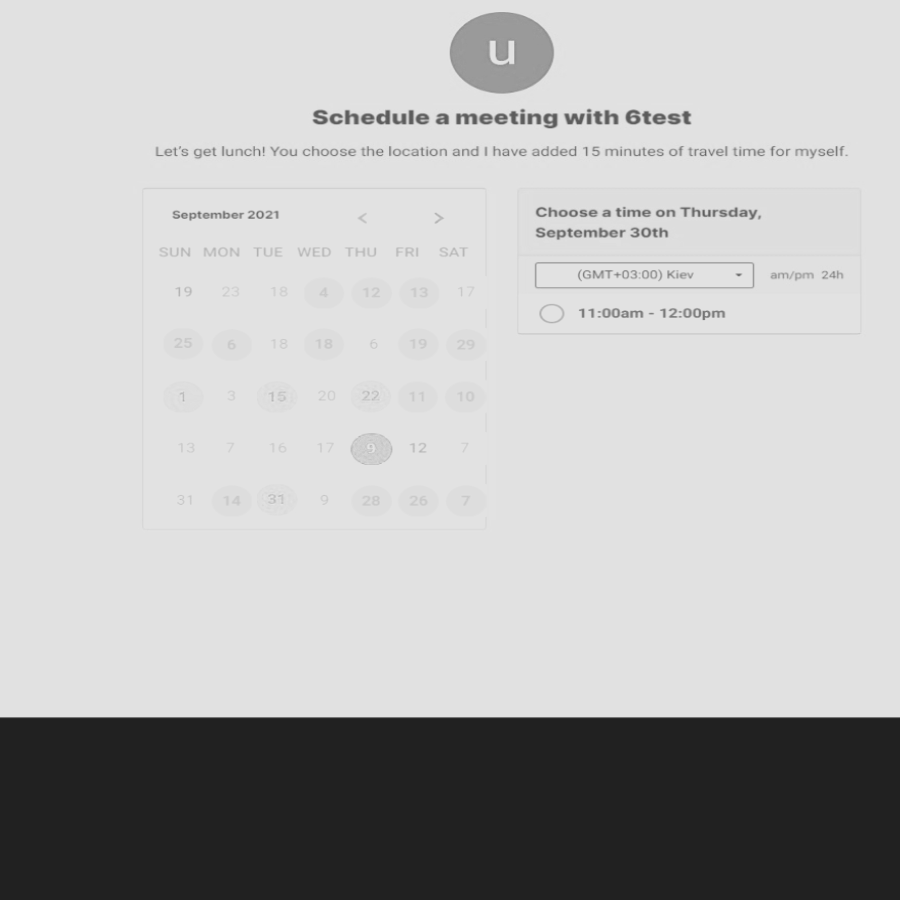 u
Schedule a meeting with 6test
Let's get lunch! You choose the location and I have added 15 minutes of travel time for myself.
September 2021 < >
SUN MON TUE WED THU FRI SAT
19 23 18 4 12 13 17
25 6 18 18 6 19 29
1 3 15 20 22 11 10
13 7 16 17 9 12 7
31 14 31 9 28 26 7
Choose a time on Thursday,
September 30th
(GMT+03:00) Kiev am/pm 24h
11:00am - 12:00pm